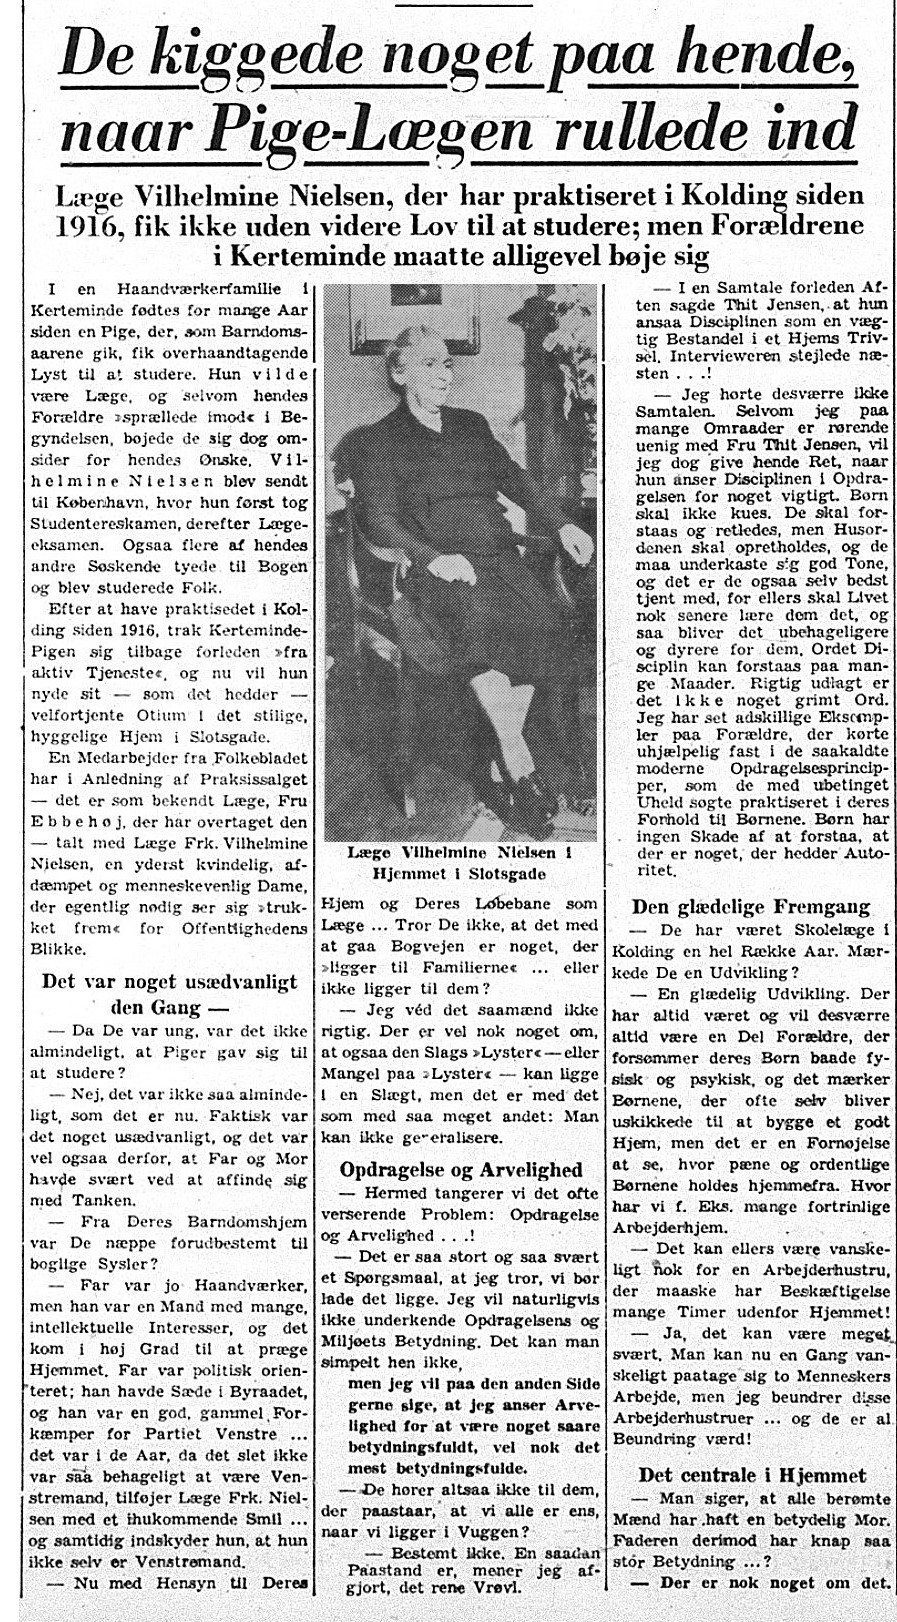 De kiggede noget paa hende,
naar Pige-Lægen rullede ind
Læge Vilhelmine Nielsen, der har praktiseret i Kolding siden
1916, fik ikke uden videre Lov til at studere; men Forældrene
i Kerteminde maatte alligevel bøje sig
I en Haandværkerfamilie i
Kerteminde fødtes for mange Aar
siden en Pige, der, som Barndoms-
aarene gik, fik overhaandtagende
Lyst til at studere. Hun vilde
være Læge, og selvom hendes
Forældre »sprællede imod« i Be-
gyndelsen, bøjede de sig dog om-
sider for hendes Ønske. Vil-
helmine Nielsen blev sendt
til København, hvor hun først tog
Studentereksamen, derefter Læge-
eksamen. Ogsaa flere af hendes
andre Søskende tyede til Bogen
og blev studerede Folk.
Efter at have praktisedet i Kol-
ding siden 1916, trak Kerteminde-
Pigen sig tilbage forleden »fra
aktiv Tjeneste«, og nu vil hun
nyde sit — som det hedder —
velfortjente Otium i det stilige,
hyggelige Hjem i Slotsgade.
En Medarbejder fra Folkebladet
har i Anledning af Praksissalget
— det er som bekendt Læge, Fru
Ebbehøj, der har overtaget den
— talt med Læge Frk. Vilhelmine
Nielsen, en yderst kvindelig, af-
dæmpet og menneskevenlig Dame,
der egentlig nødig ser sig »truk-
ket frem« for Offentlighedens
Blikke.
Det var noget usædvanligt
den Gang —
— Da De var ung, var det ikke
almindeligt, at Piger gav sig til
at studere?
— Nej, det var ikke saa alminde-
ligt, som det er nu. Faktisk var
det noget usædvanligt, og det var
vel ogsaa derfor, at Far og Mor
havde svært ved at affinde sig
med Tanken.
— Fra Deres Barndomshjem
var De næppe forudbestemt til
boglige Sysler?
— Far var jo Haandværker,
men han var en Mand med mange,
intellektuelle Interesser, og det
kom i høj Grad til at præge
Hjemmet. Far var politisk orien-
teret; han havde Sæde i Byraadet,
og han var en god, gammel For-
kæmper for Partiet Venstre ...
det var i de Aar, da det slet ikke
var saa behageligt at være Ven-
stremand, tilføjer Læge Frk. Niel-
sen med et ihukommende Smil ...
og samtidig indskyder hun, at hun
ikke selv er Venstremand.
— Nu med Hensyn til Deres
Læge Vilhelmine Nielsen i
Hjemmet i Slotsgade
Hjem og Deres Løbebane som
Læge ... Tror De ikke, at det med
at gaa Bogvejen er noget, der
»ligger til Familierne« ... eller
ikke ligger til dem?
— Jeg véd det saamænd ikke
rigtig. Der er vel nok noget om,
at ogsaa den Slags »Lyster« — eller
Mangel paa »Lyster« — kan ligge
i en Slægt, men det er med det
som med saa meget andet: Man
kan ikke generalisere.
Opdragelse og Arvelighed
— Hermed tangerer vi det ofte
verserende Problem: Opdragelse
og Arvelighed . . .!
— Det er saa stort og saa svært
et Spørgsmaal, at jeg tror, vi bør
lade det ligge. Jeg vil naturligvis
ikke underkende Opdragelsens og
Miljøets Betydning. Det kan man
simpelt hen ikke,
men jeg vil paa den anden Side
gerne sige, at jeg anser Arve-
lighed for at være noget saare
betydningsfuldt, vel nok det
mest betydningsfulde.
— De hører altsaa ikke til dem,
der paastaar, at vi alle er ens,
naar vi ligger i Vuggen?
— Bestemt ikke. En saadan
Paastand er, mener jeg af-
gjort, det rene Vrøvl.
— I en Samtale forleden Af-
ten sagde Thit Jensen, at hun
ansaa Disciplinen som en væg-
tig Bestandel i et Hjems Triv-
sel. Interviewеren stejlede næ-
sten . . .!
— Jeg hørte desværre ikke
Samtalen. Selvom jeg paa
mange Omraader er rørende
uenig med Fru Thit Jensen, vil
jeg dog give hende Ret, naar
hun anser Disciplinen i Opdra-
gelsen for noget vigtigt. Børn
skal ikke kues. De skal for-
staas og retledes, men Husor-
denen skal opretholdes, og de
maa underkaste sig god Tone,
og det er de ogsaa selv bedst
tjent med, for ellers skal Livet
nok senere lære dem det, og
saa bliver det ubehageligere
og dyrere for dem. Ordet Di-
sciplin kan forstaas paa man-
ge Maader. Rigtig udlagt er
det ikke noget grimt Ord.
Jeg har set adskillige Eksemp-
ler paa Forældre, der kørte
uhjælpelig fast i de saakaldte
moderne Opdragelsesprincip-
per, som de med ubetinget
Uheld søgte praktiseret i deres
Forhold til Børnene. Børn har
ingen Skade af at forstaa, at
der er noget, der hedder Auto-
ritet.
Den glædelige Fremgang
— De har været Skolelæge i
Kolding en hel Række Aar. Mær-
kede De en Udvikling?
— En glædelig Udvikling. Der
har altid været og vil desværre
altid være en Del Forældre, der
forsømmer deres Børn baade fy-
sisk og psykisk, og det mærker
Børnene, der ofte selv bliver
uskikkede til at bygge et godt
Hjem, men det er en Fornøjelse
at se, hvor pæne og ordentlige
Børnene holdes hjemmefra. Hvor
har vi f. Eks. mange fortrinlige
Arbejderhjem.
— Det kan ellers være vanske-
ligt nok for en Arbejderhustru,
der maaske har Beskæftigelse
mange Timer udenfor Hjemmet!
— Ja, det kan være meget
svært. Man kan nu en Gang van-
skeligt paatage sig to Menneskers
Arbejde, men jeg beundrer disse
Arbejderhustruer ... og de er al
Beundring værd!
Det centrale i Hjemmet
— Man siger, at alle berømte
Mænd har haft en betydelig Mor.
Faderen derimod har knap saa
stor Betydning ...?
— Der er nok noget om det.